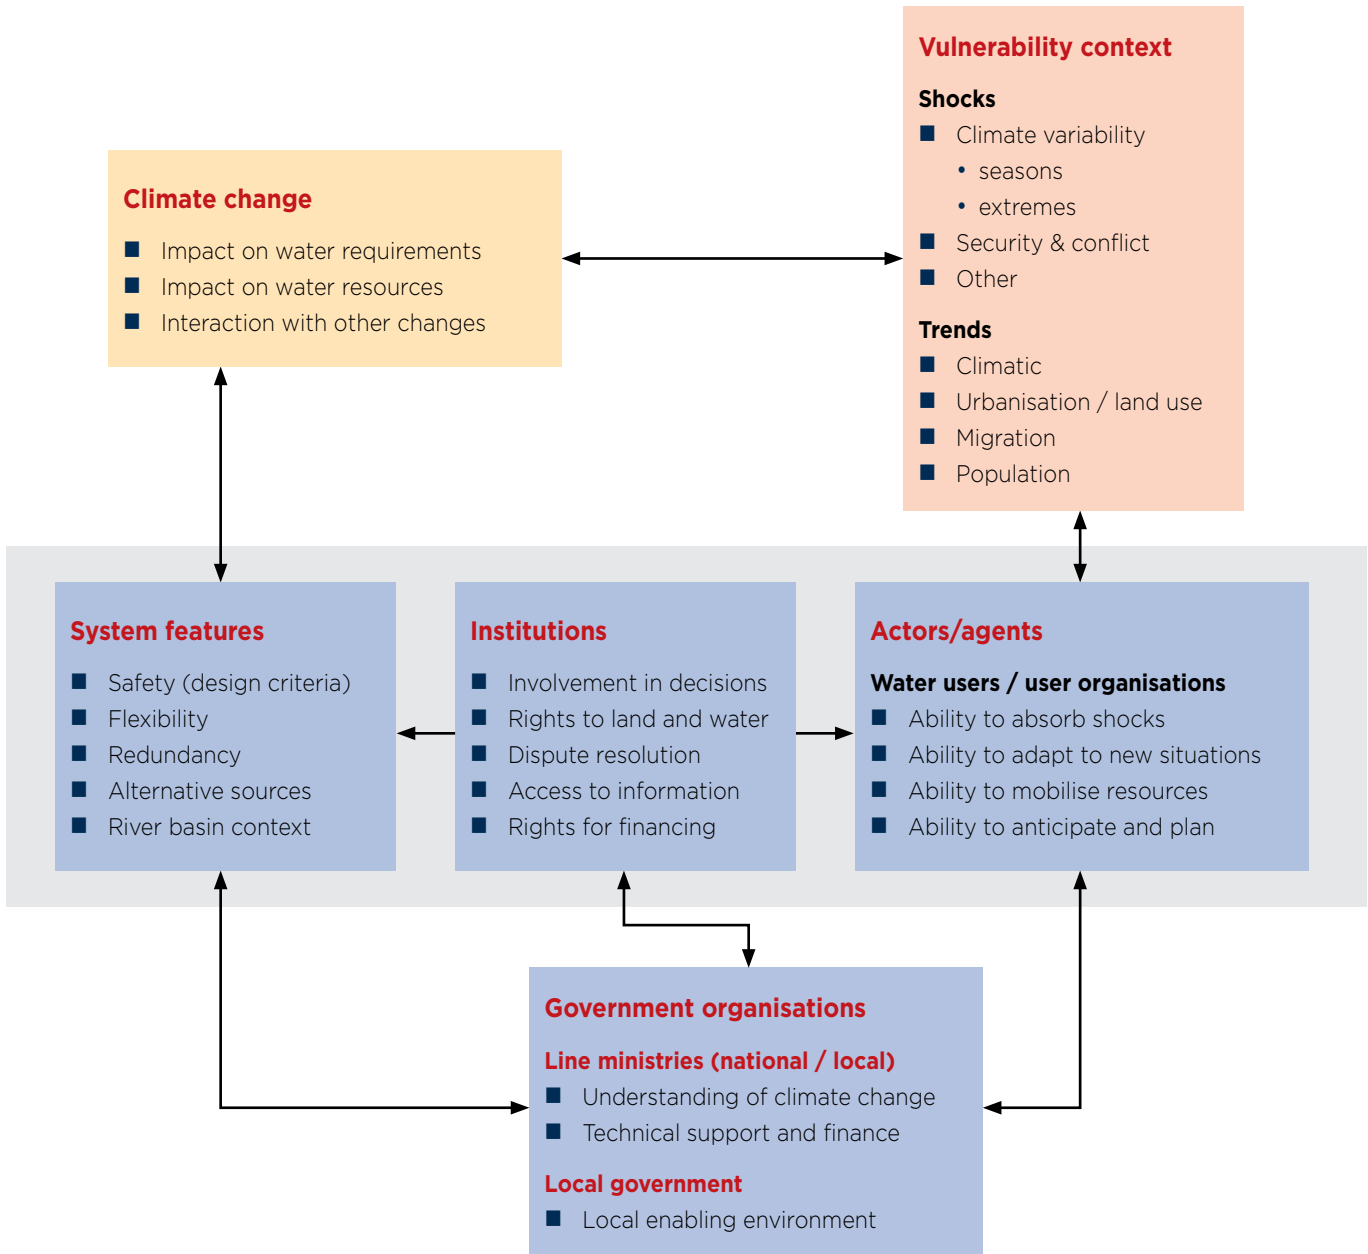 Vulnerability context
Shocks
■ Climate variability
• seasons
• extremes
■ Security & conflict
■ Other
Trends
■ Climatic
■ Urbanisation / land use
■ Migration
■ Population
Climate change
■ Impact on water requirements
■ Impact on water resources
■ Interaction with other changes
System features
■ Safety (design criteria)
■ Flexibility
■ Redundancy
■ Alternative sources
■ River basin context
Institutions
■ Involvement in decisions
■ Rights to land and water
■ Dispute resolution
■ Access to information
■ Rights for financing
Actors/agents
Water users / user organisations
■ Ability to absorb shocks
■ Ability to adapt to new situations
■ Ability to mobilise resources
■ Ability to anticipate and plan
Government organisations
Line ministries (national / local)
■ Understanding of climate change
■ Technical support and finance
Local government
■ Local enabling environment